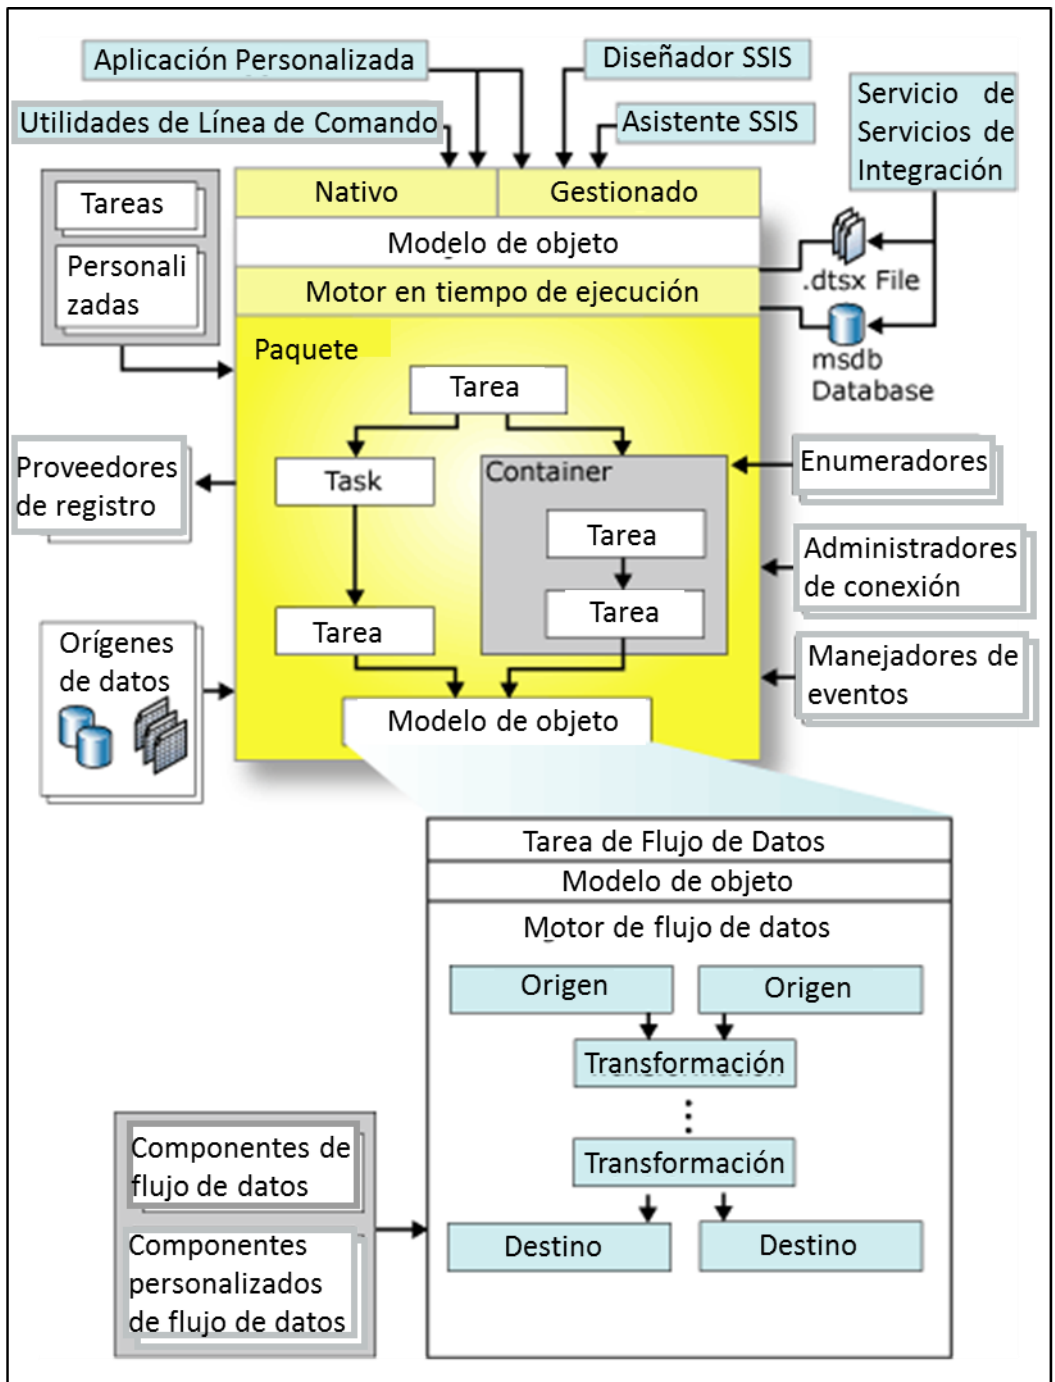 Aplicación Personalizada
Diseñador SSIS
Utilidades de Línea de Comando
Asistente SSIS
Servicio de
Servicios de
Integración
Tareas
Personali
zadas
Nativo
Gestionado
Modelo de objeto
Motor en tiempo de ejecución
.dtsx File
msdb
Database
Paquete
Tarea
Task
Container
Tarea
Tarea
Tarea
Modelo de objeto
Proveedores
de registro
Enumeradores
Administradores
de conexión
Orígenes
de datos
Manejadores de
eventos
Tarea de Flujo de Datos
Modelo de objeto
Motor de flujo de datos
Origen
Origen
Transformación
Transformación
Destino
Destino
Componentes de
flujo de datos
Componentes
personalizados
de flujo de datos